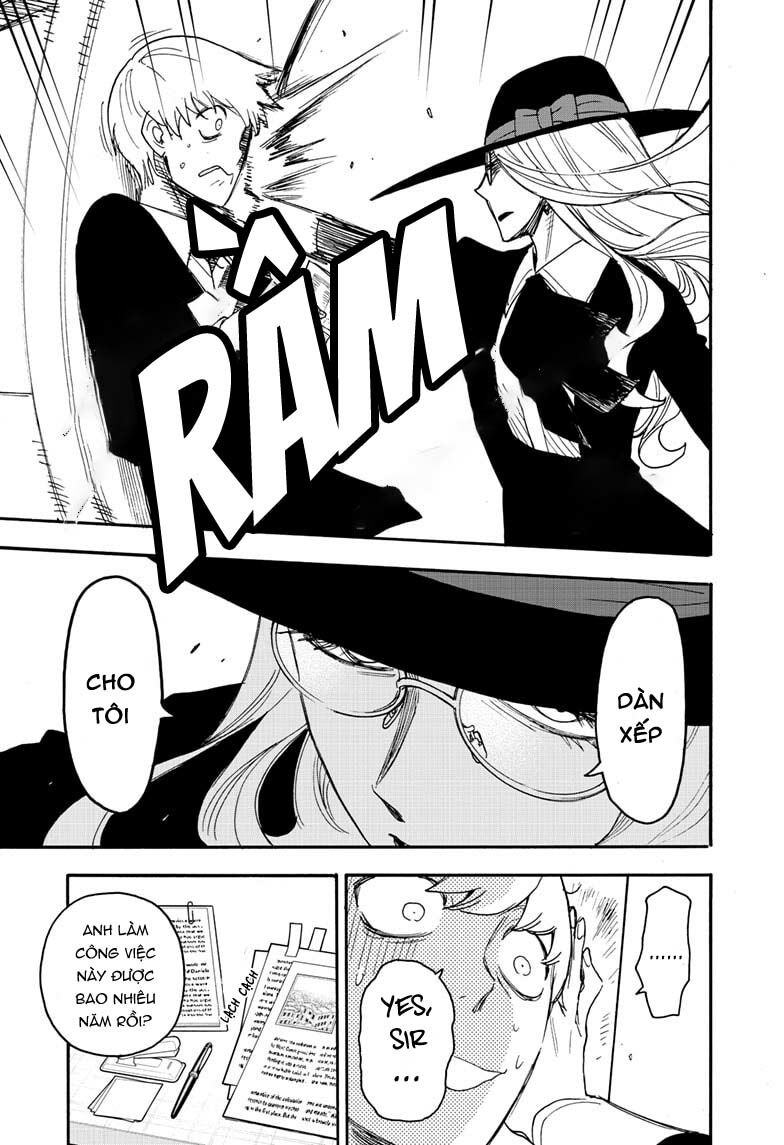 RẦM
DÀN
XẾP
CHO
TÔI
......
YES,
SIR
...
ANH LÀM
CÔNG VIỆC
NÀY ĐƯỢC
BAO NHIÊU
NĂM RỒI?
LẠCH CẠCH